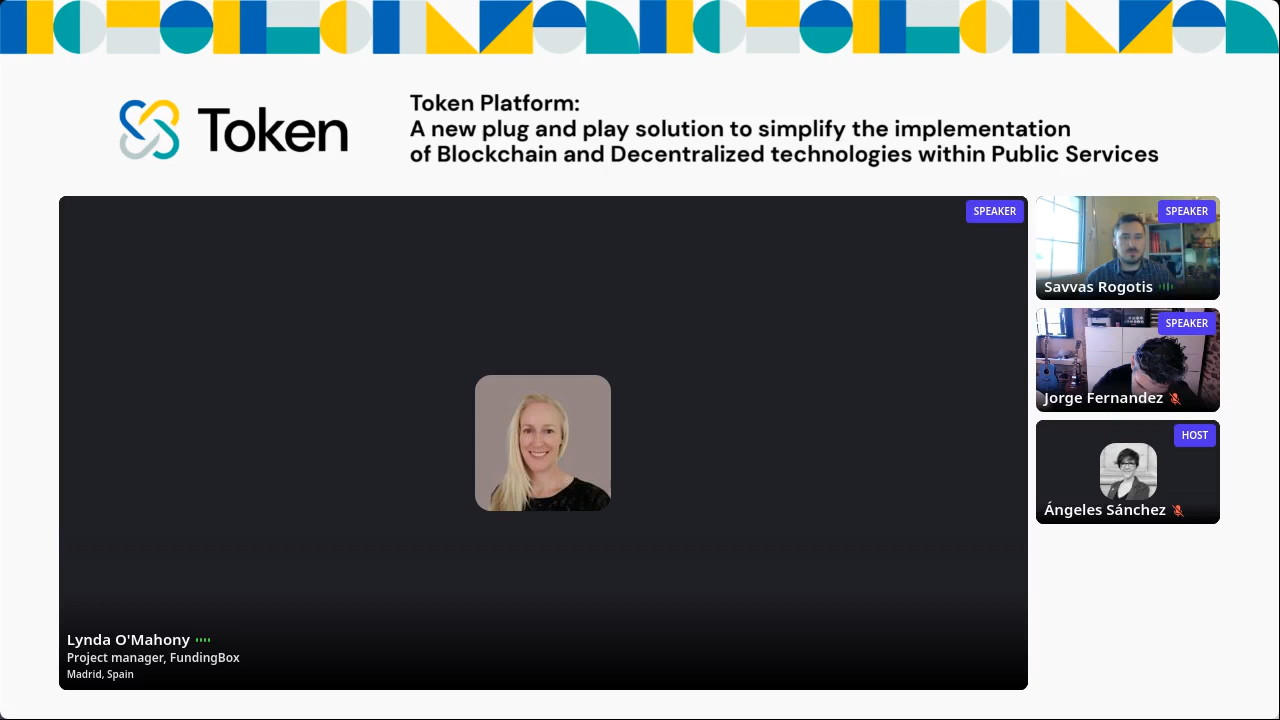 Token
Token Platform:
A new plug and play solution to simplify the implementation
of Blockchain and Decentralized technologies within Public Services
SPEAKER
Lynda O'Mahony
Project manager, FundingBox
Madrid, Spain
SPEAKER
Savvas Rogotis
SPEAKER
Jorge Fernandez
HOST
Ángeles Sánchez